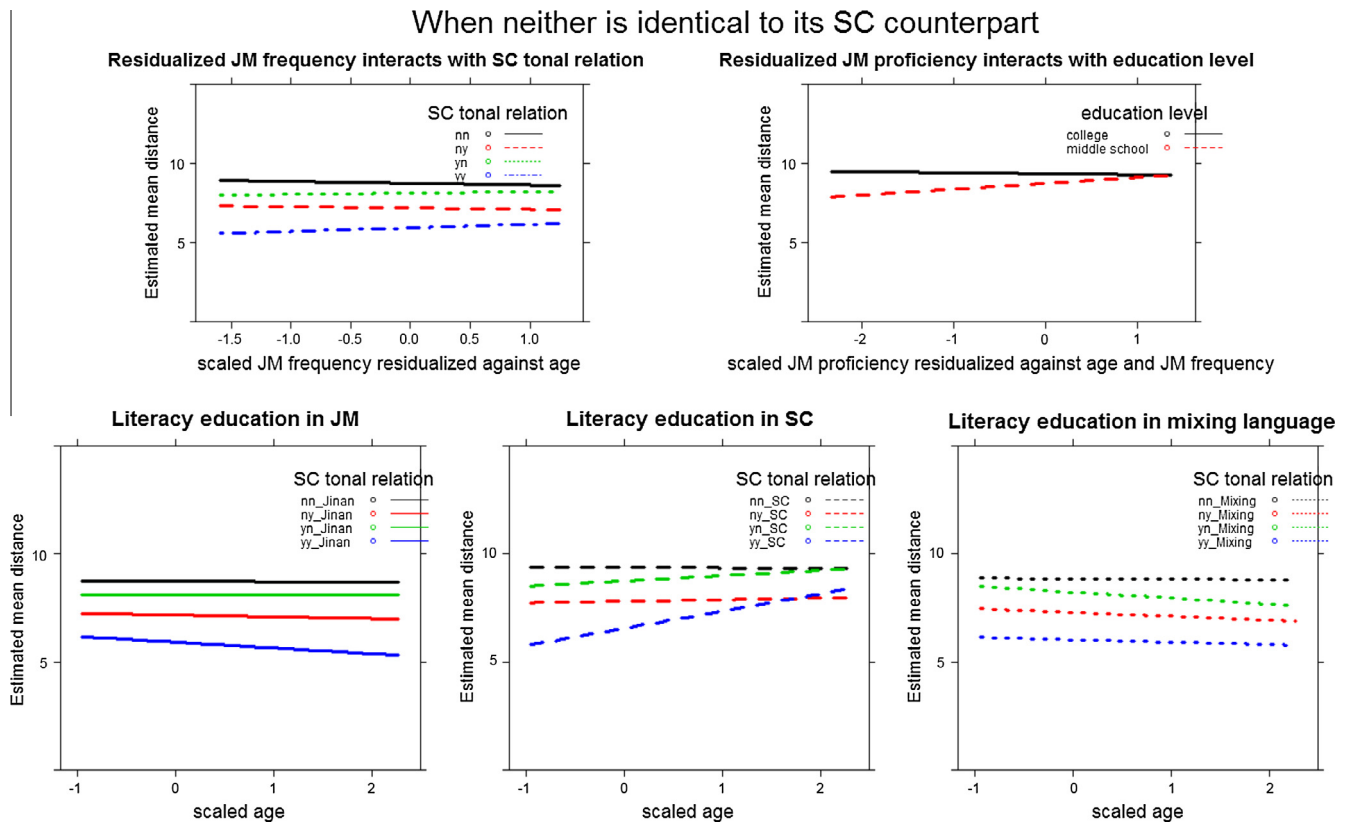 When neither is identical to its SC counterpart
Residualized JM frequency interacts with SC tonal relation
Estimated mean distance
10
5
SC tonal relation
nn
ny
yn
yy
-1.5 -1.0 -0.5 0.0 0.5 1.0
scaled JM frequency residualized against age
Residualized JM proficiency interacts with education level
Estimated mean distance
10
5
education level
college
middle school
-2 -1 0 1
scaled JM proficiency residualized against age and JM frequency
Literacy education in JM
Estimated mean distance
10
5
SC tonal relation
nn_Jinan
ny_Jinan
yn_Jinan
yy_Jinan
-1 0 1 2
scaled age
Literacy education in SC
Estimated mean distance
10
5
SC tonal relation
nn_SC
ny_SC
yn_SC
yy_SC
-1 0 1 2
scaled age
Literacy education in mixing language
Estimated mean distance
10
5
SC tonal relation
nn_Mixing
ny_Mixing
yn_Mixing
yy_Mixing
-1 0 1 2
scaled age